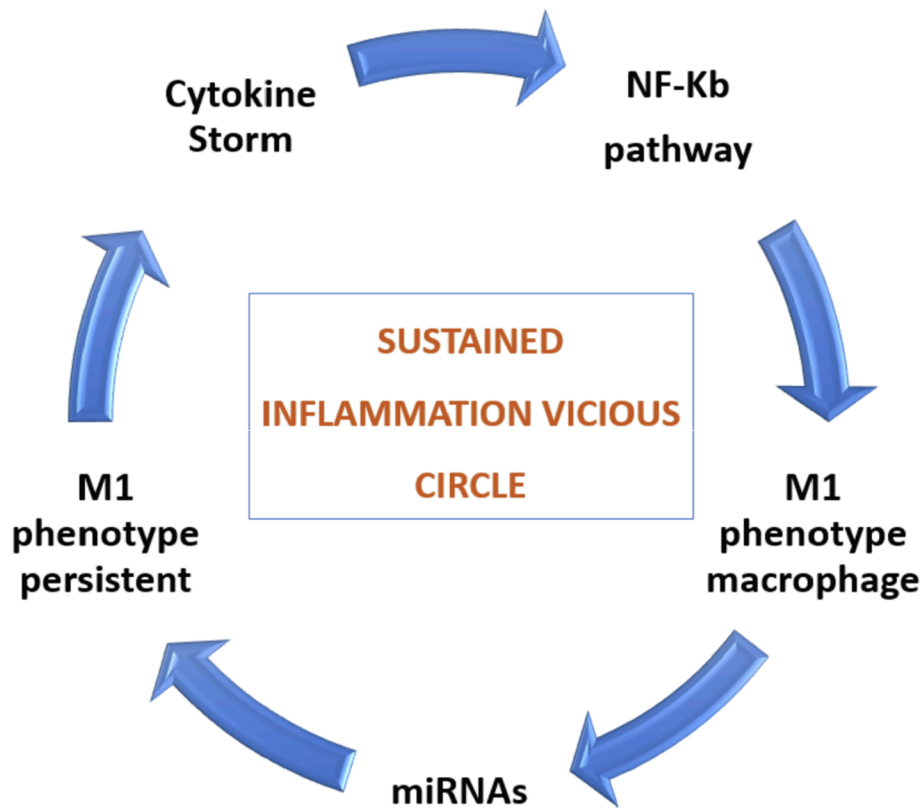 Cytokine
Storm
NF-Kb
pathway
SUSTAINED
INFLAMMATION VICIOUS
CIRCLE
M1
phenotype
persistent
M1
phenotype
macrophage
miRNAs